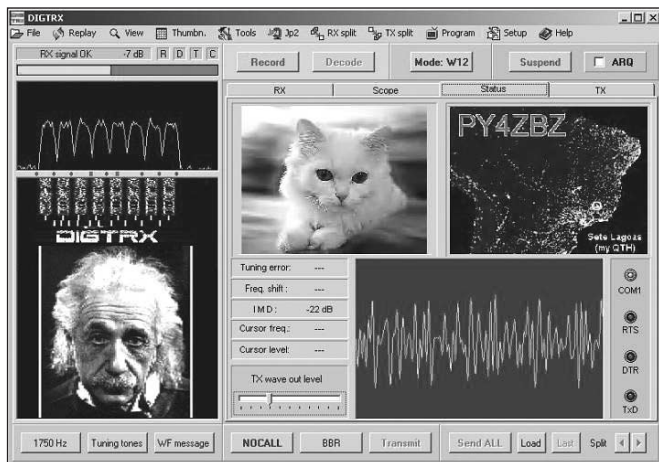 DIGTRX
File Replay View Thumbn. Tools Jp2 RX split TX split Program Setup Help
RX signal OK -7 dB R D T C
Record Decode Mode: W12 Suspend ARQ
RX Scope Status TX
PY4ZBZ
Sete Lagoas
(my QTH)
DIGTRX
Tuning error: ---
Freq. shift : ---
I M D : -22 dB
Cursor freq.: ---
Cursor level: ---
TX wave out level
COM1
RTS
DTR
TxD
1750 Hz Tuning tones WF message NOCALL BBR Transmit Send ALL Load Last Split